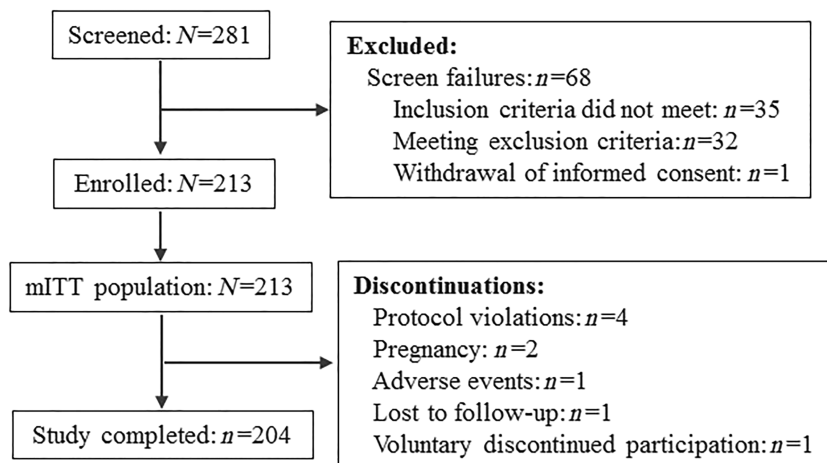 Screened: N=281
Excluded:
Screen failures:n=68
Inclusion criteria did not meet: n=35
Meeting exclusion criteria:n=32
Withdrawal of informed consent: n=1
Enrolled: N=213
mITT population: N=213
Discontinuations:
Protocol violations: n=4
Pregnancy: n=2
Adverse events: n=1
Lost to follow-up: n=1
Voluntary discontinued participation: n=1
Study completed: n=204